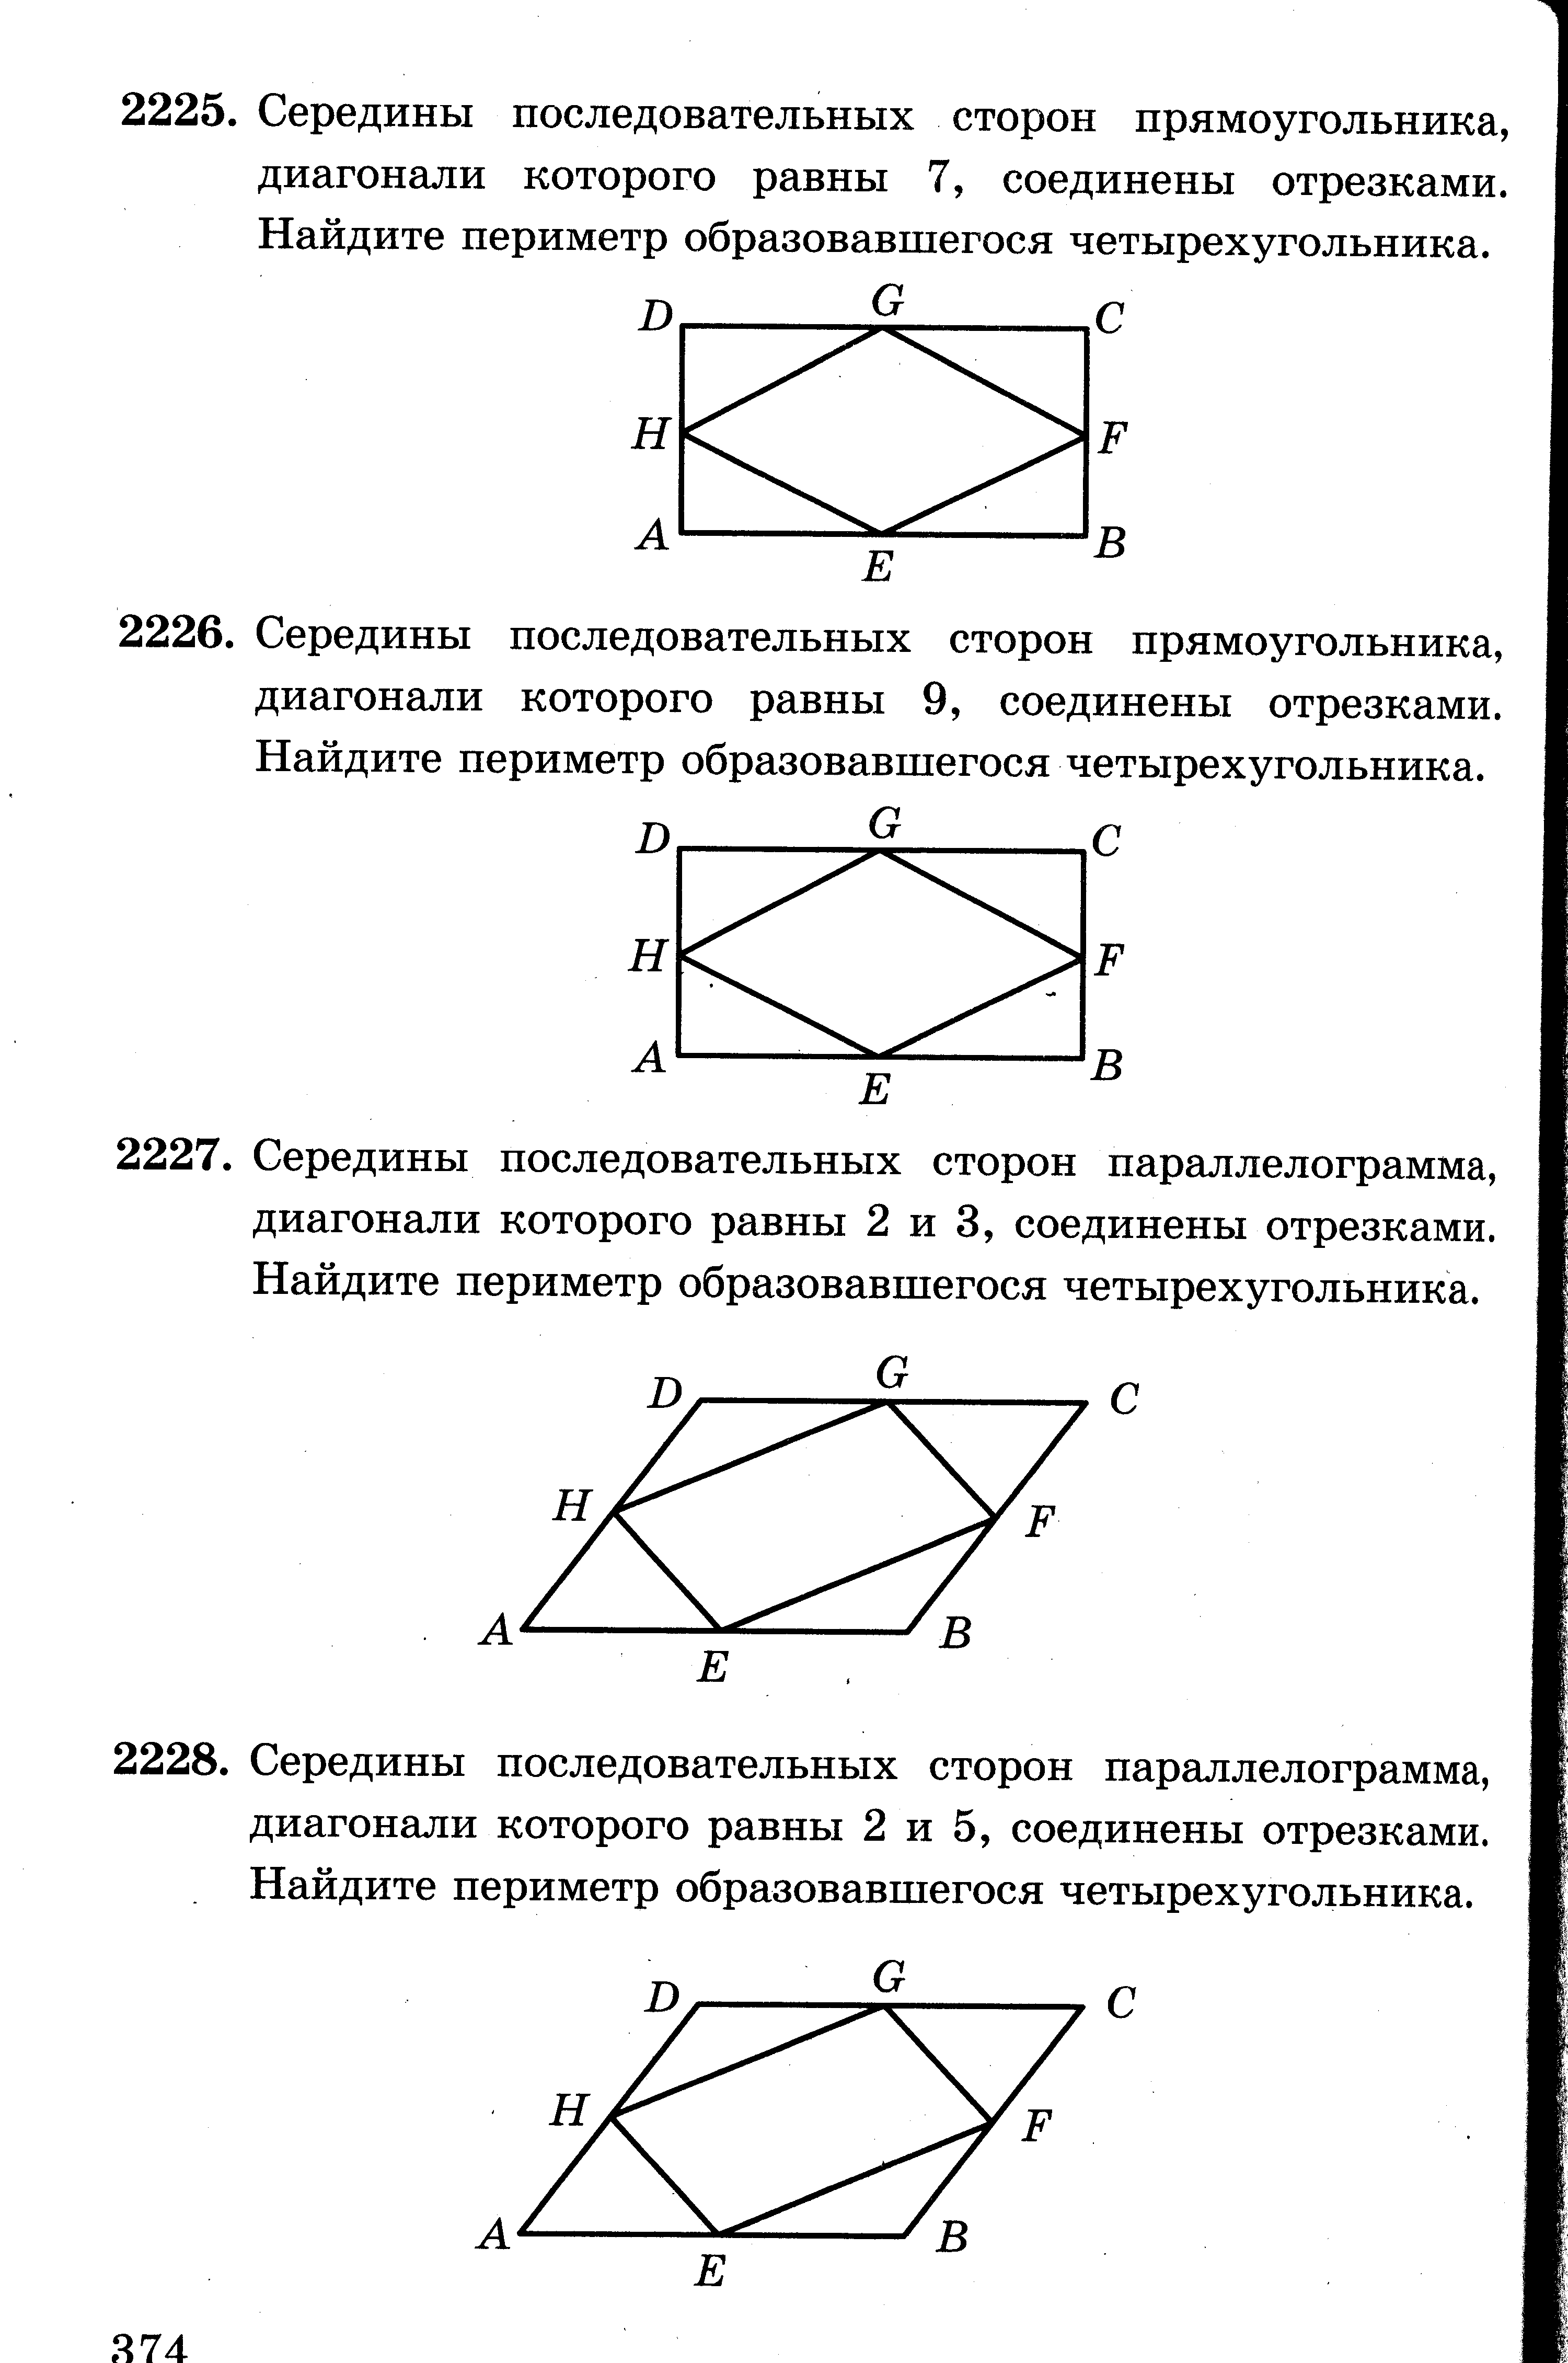 2225. Середины последовательных сторон прямоугольника,
диагонали которого равны 7, соединены отрезками.
Найдите периметр образовавшегося четырехугольника.
D G C
H F
A E B
2226. Середины последовательных сторон прямоугольника,
диагонали которого равны 9, соединены отрезками.
Найдите периметр образовавшегося четырехугольника.
D G C
H F
A E B
2227. Середины последовательных сторон параллелограмма,
диагонали которого равны 2 и 3, соединены отрезками.
Найдите периметр образовавшегося четырехугольника.
D G C
H F
A E B
2228. Середины последовательных сторон параллелограмма,
диагонали которого равны 2 и 5, соединены отрезками.
Найдите периметр образовавшегося четырехугольника.
D G C
H F
A E B
374